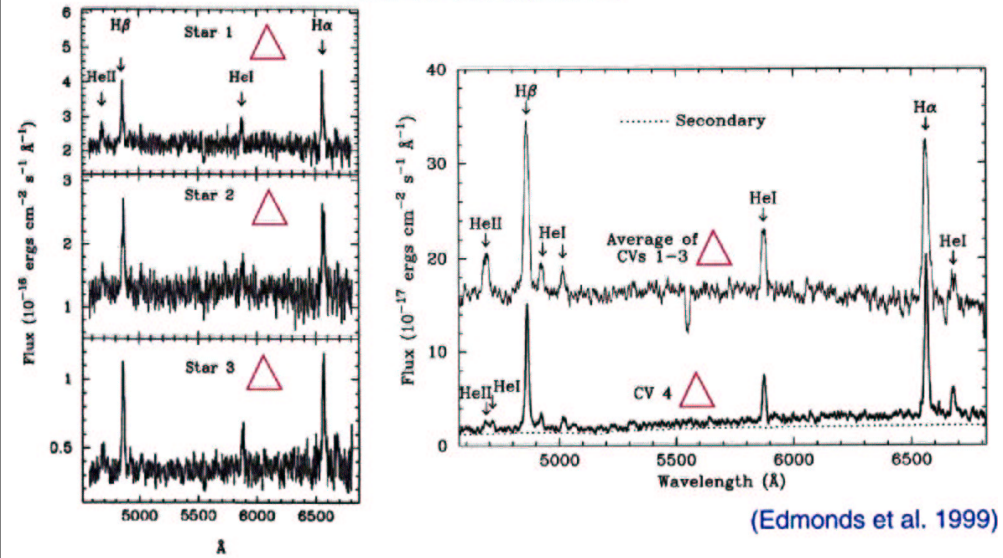 6
5
4
3
2
Hβ
Star 1
Hα
HeII
HeI
3
2
1
Star 2
1
0.5
Star 3
5000 5500 6000 6500
Å
Flux (10⁻¹⁶ ergs cm⁻² s⁻¹ Å⁻¹)
40
30
20
10
0
Flux (10⁻¹⁷ ergs cm⁻² s⁻¹ Å⁻¹)
Hβ
Secondary
Hα
HeII
HeI
HeI
HeI
Average of
CVs 1-3
HeII
HeI
CV 4
5000 5500 6000 6500
Wavelength (Å)
(Edmonds et al. 1999)